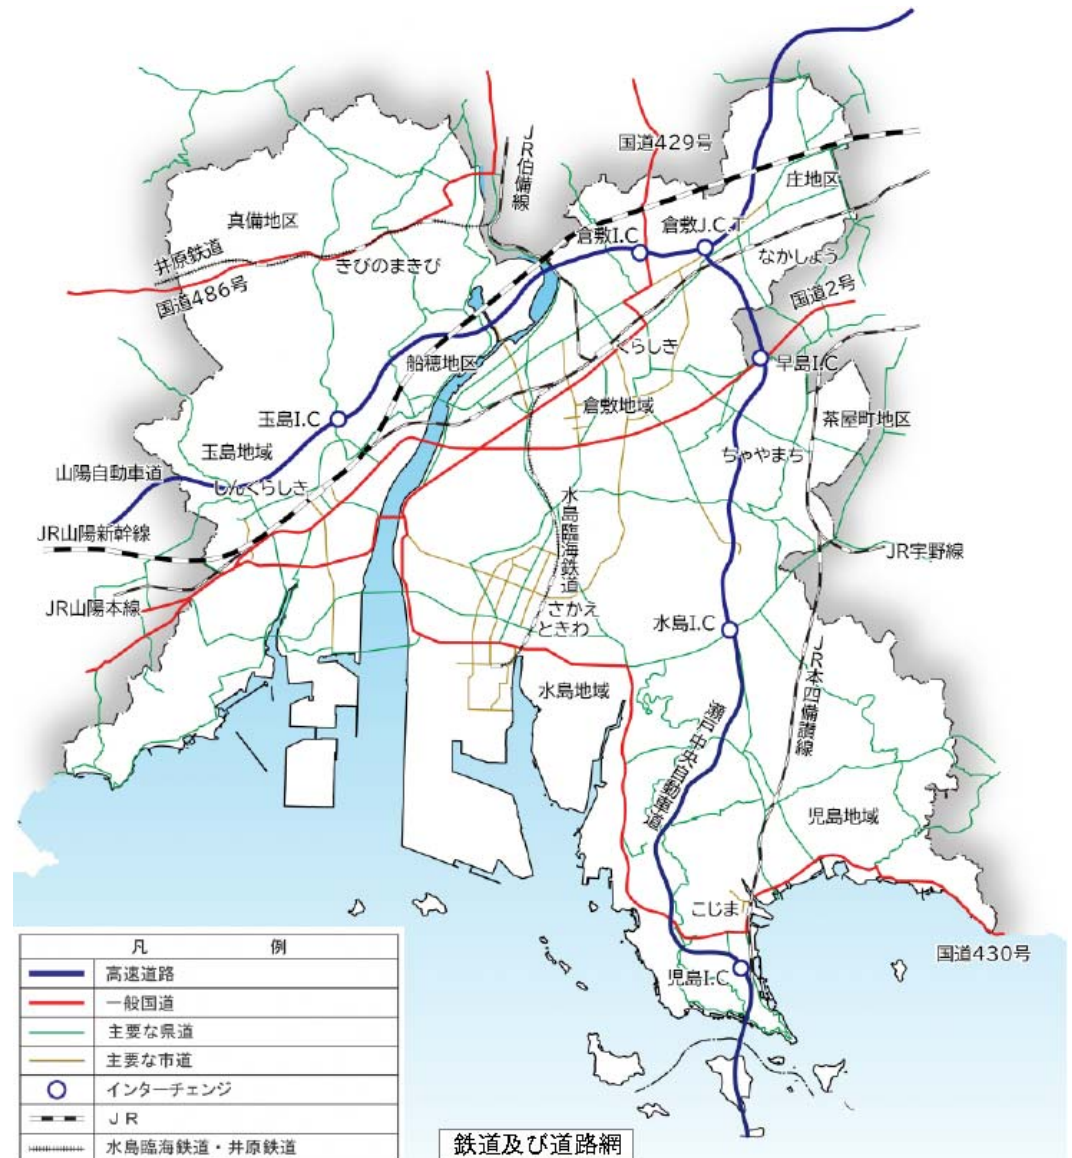 国道429号
JR伯備線
庄地区
真備地区
倉敷I.C
倉敷J.C.T
井原鉄道
きびのまきび
なかしょう
国道486号
国道2号
船穂地区
くらしき
早島I.C
倉敷地域
玉島I.C
茶屋町地区
玉島地域
ちゃやまち
山陽自動車道
しんくらしき
水島臨海鉄道
JR山陽新幹線
JR宇野線
JR山陽本線
さかえ
ときわ
水島I.C
JR本四備讃線
水島地域
瀬戸中央自動車道
児島地域
こじま
国道430号
児島I.C
凡 例
高速道路
一般国道
主要な県道
主要な市道
インターチェンジ
JR
水島臨海鉄道・井原鉄道
鉄道及び道路網